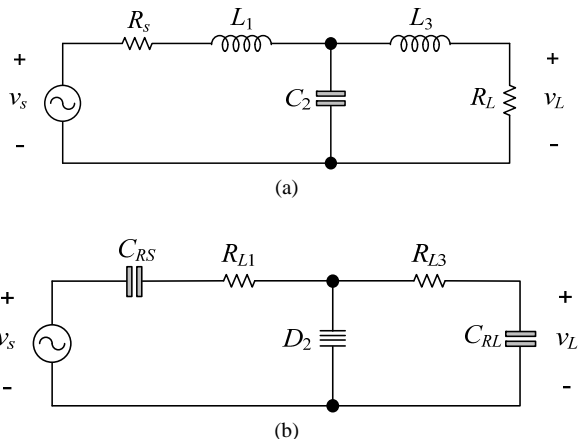 R_s L_1 L_3
+ +
v_s C_2 R_L v_L
- -
(a)
C_RS R_L1 R_L3
+ +
v_s D_2 C_RL v_L
- -
(b)